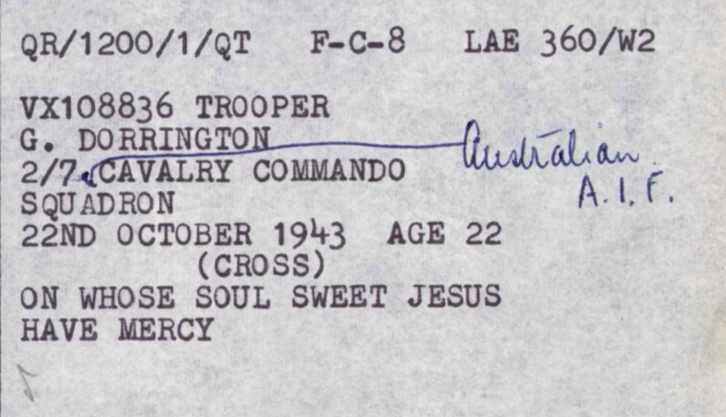 QR/1200/1/QT F-C-8 LAE 360/W2
VX108836 TROOPER
G. DORRINGTON
2/7 CAVALRY COMMANDO
Australian
A.I.F.
SQUADRON
22ND OCTOBER 1943 AGE 22
(CROSS)
ON WHOSE SOUL SWEET JESUS
HAVE MERCY